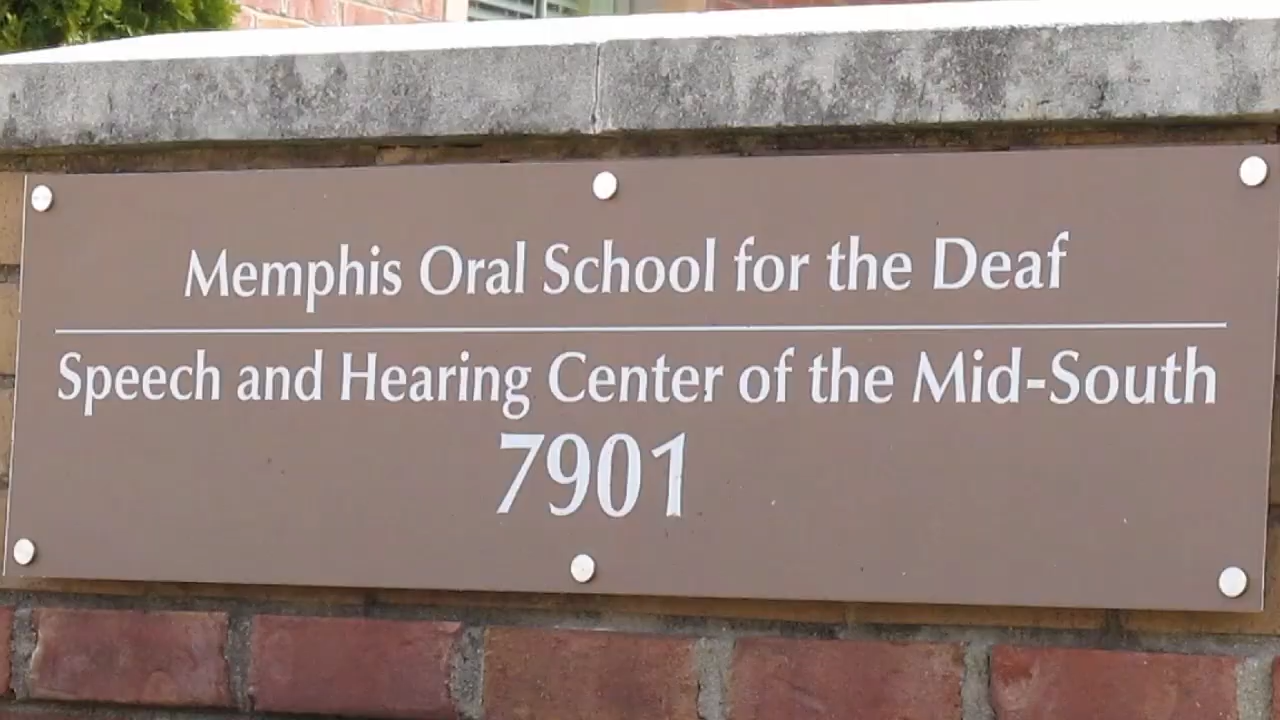 Memphis Oral School for the Deaf
Speech and Hearing Center of the Mid-South
7901